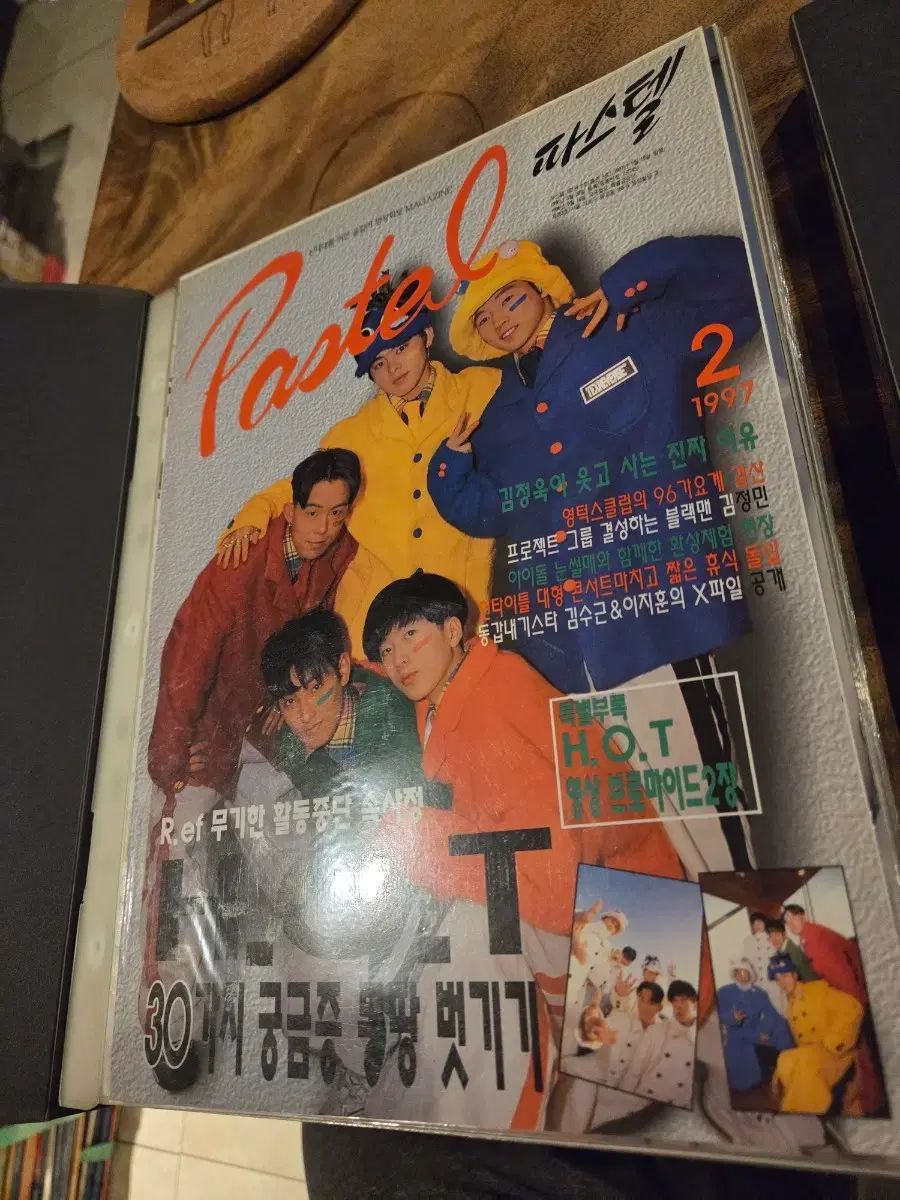 파스텔
Pastel
2
1997
김정욱이 웃고 사는 진짜 이유
영턱스클럽의 96가요계 결산
프로젝트 그룹 결성하는 블랙맨 김정민
아이돌 눈썰매와 함께한 환상체험 현장
언타이틀 대형 콘서트마치고 짧은 휴식 돌입
동갑내기스타 김수근&이지훈의 X파일 공개
특별부록
H.O.T
영상 브로마이드2장
R.ef 무기한 활동중단 속사정
H.O.T
30가지 궁금증 몽땅 벗기기